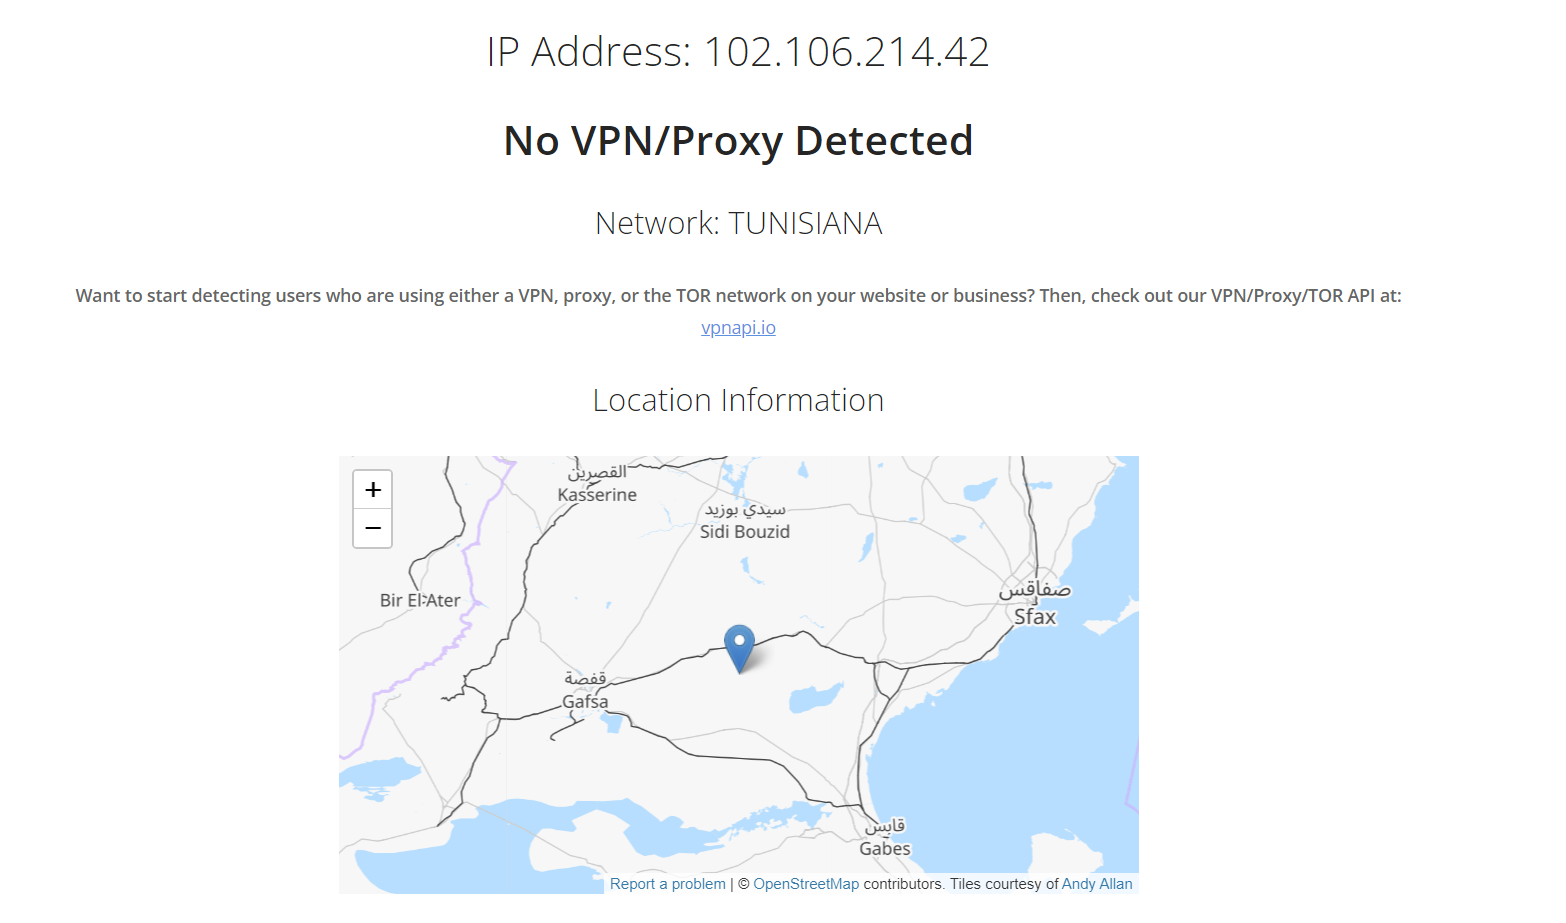 IP Address: 102.106.214.42
No VPN/Proxy Detected
Network: TUNISIANA
Want to start detecting users who are using either a VPN, proxy, or the TOR network on your website or business? Then, check out our VPN/Proxy/TOR API at:
vpnapi.io
Location Information
+
−
القصرين
Kasserine
سيدي بوزيد
Sidi Bouzid
Bir El-Ater
صفاقس
Sfax
قفصة
Gafsa
قابس
Gabes
Report a problem | © OpenStreetMap contributors. Tiles courtesy of Andy Allan